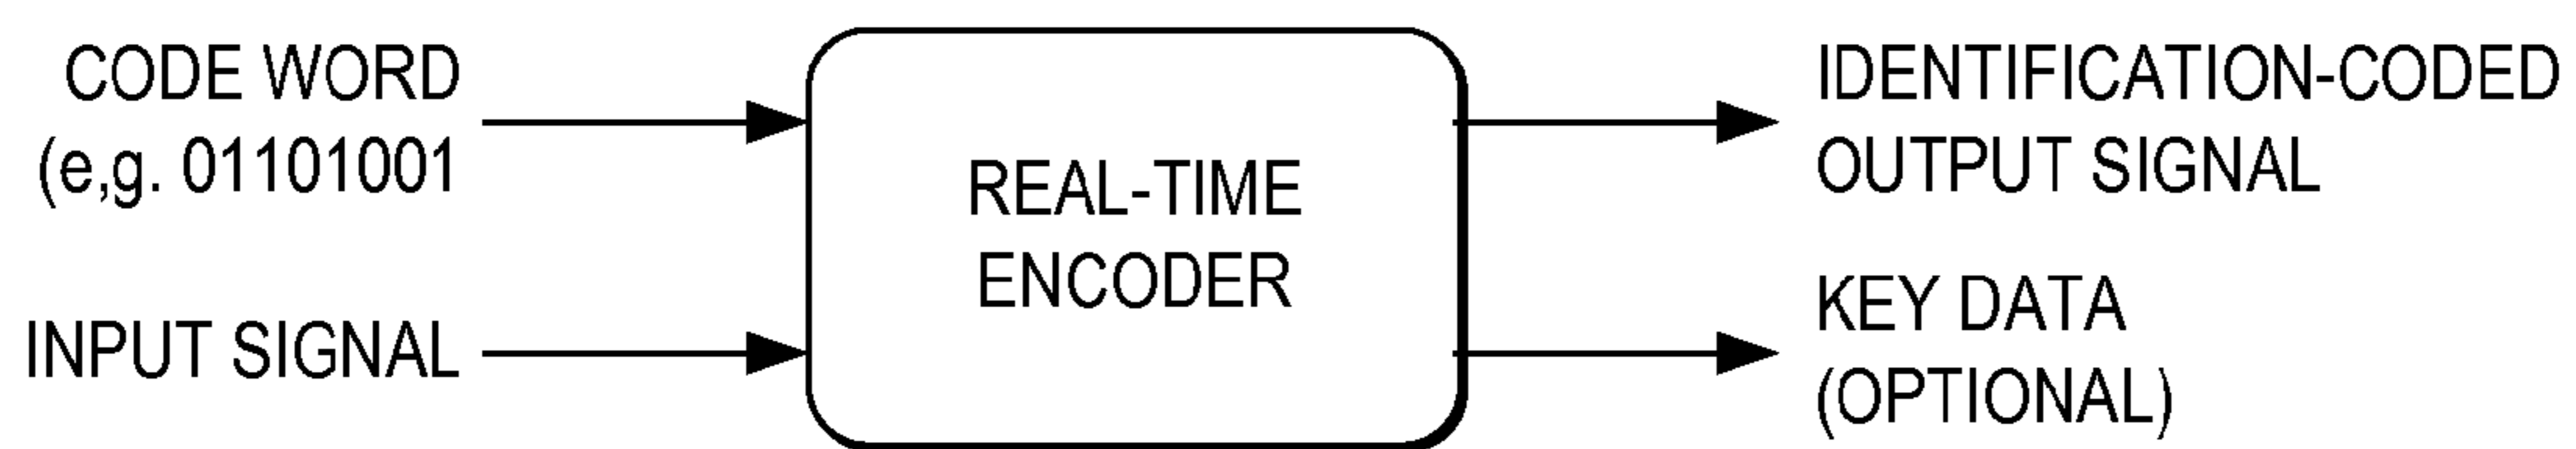 CODE WORD
(e,g. 01101001
INPUT SIGNAL
REAL-TIME
ENCODER
IDENTIFICATION-CODED
OUTPUT SIGNAL
KEY DATA
(OPTIONAL)